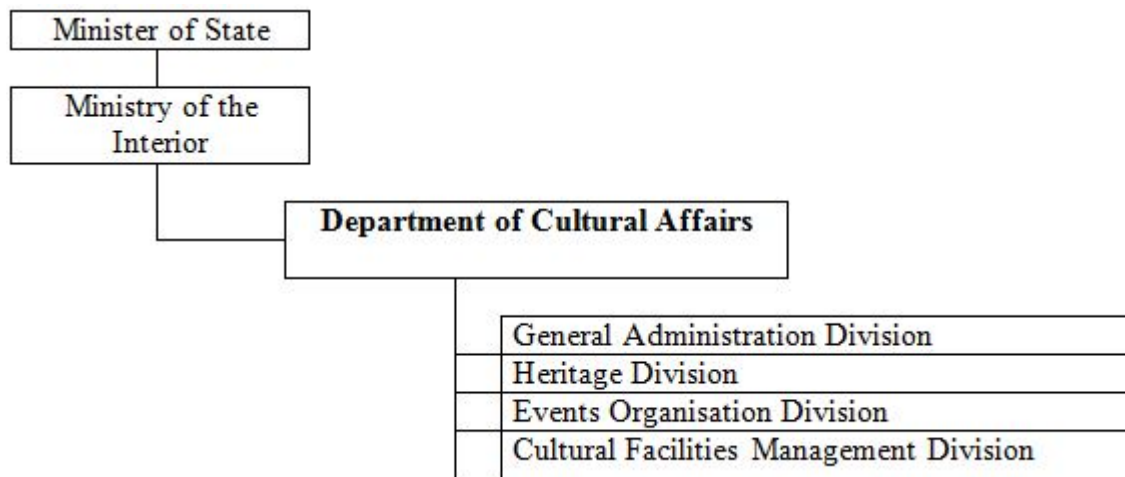 Minister of State
Ministry of the
Interior
Department of Cultural Affairs
General Administration Division
Heritage Division
Events Organisation Division
Cultural Facilities Management Division